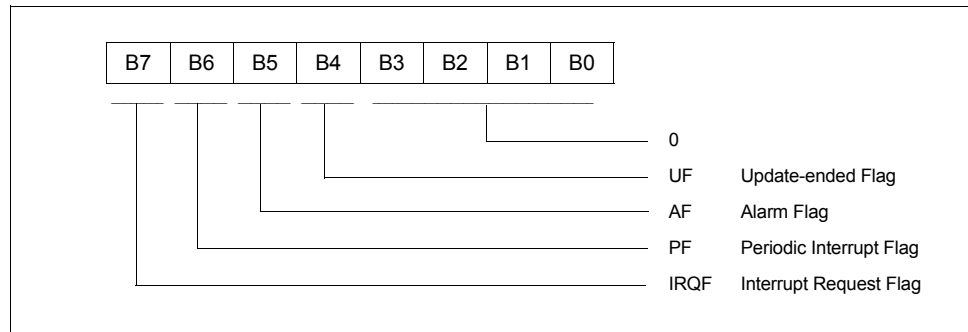 B7 B6 B5 B4 B3 B2 B1 B0
0
UF Update-ended Flag
AF Alarm Flag
PF Periodic Interrupt Flag
IRQF Interrupt Request Flag